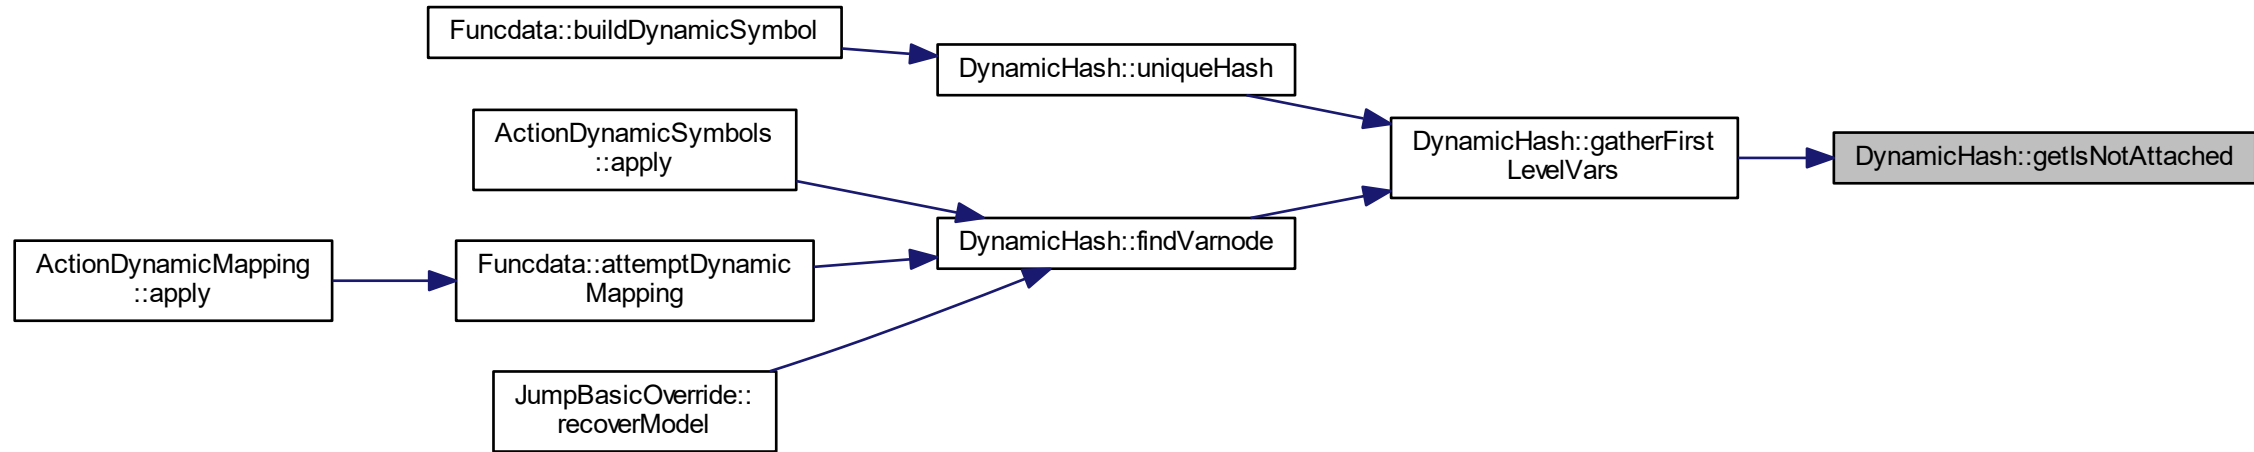 Funcdata::buildDynamicSymbol
DynamicHash::uniqueHash
ActionDynamicSymbols
::apply
DynamicHash::gatherFirst
LevelVars
DynamicHash::getIsNotAttached
DynamicHash::findVarnode
ActionDynamicMapping
::apply
Funcdata::attemptDynamic
Mapping
JumpBasicOverride::
recoverModel